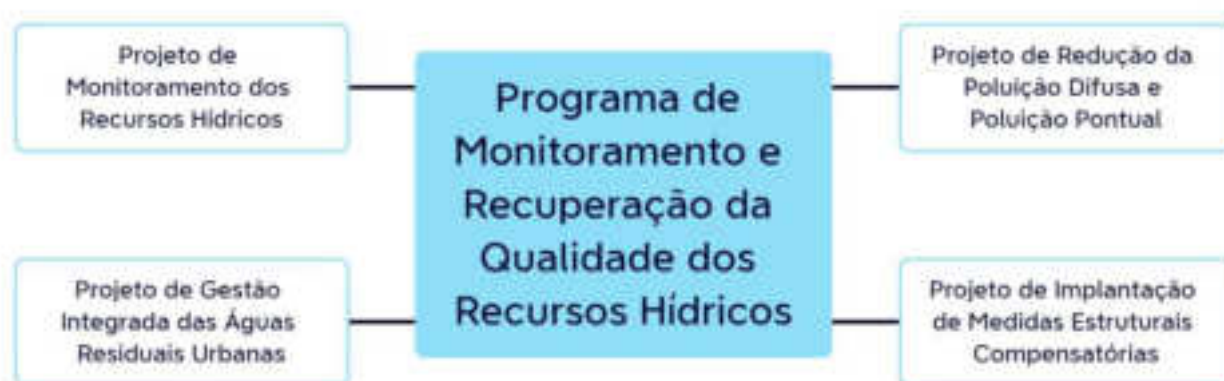 Projeto de
Monitoramento dos
Recursos Hídricos
Programa de
Monitoramento e
Recuperação da
Qualidade dos
Recursos Hídricos
Projeto de Redução da
Poluição Difusa e
Poluição Pontual
Projeto de Gestão
Integrada das Águas
Residuais Urbanas
Projeto de Implantação
de Medidas Estruturais
Compensatórias